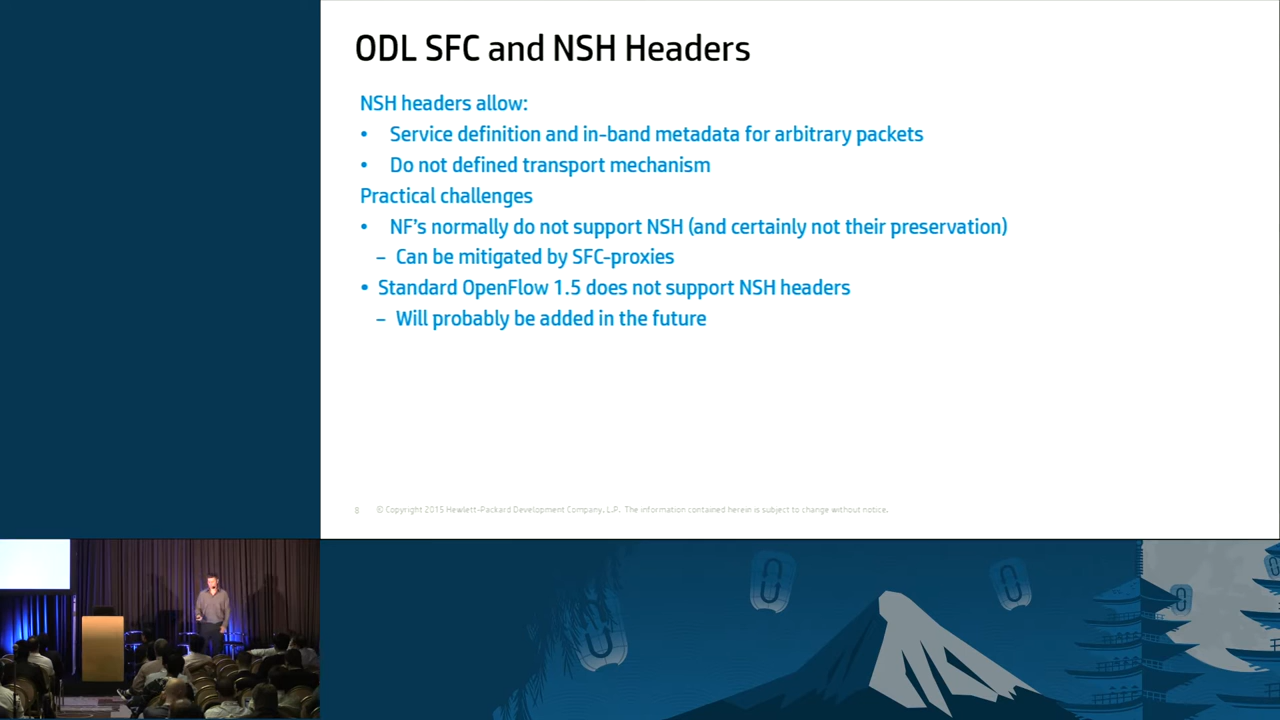 ODL SFC and NSH Headers
NSH headers allow:
• Service definition and in-band metadata for arbitrary packets
• Do not defined transport mechanism
Practical challenges
• NF's normally do not support NSH (and certainly not their preservation)
– Can be mitigated by SFC-proxies
• Standard OpenFlow 1.5 does not support NSH headers
– Will probably be added in the future
8 © Copyright 2015 Hewlett-Packard Development Company, L.P. The information contained herein is subject to change without notice.